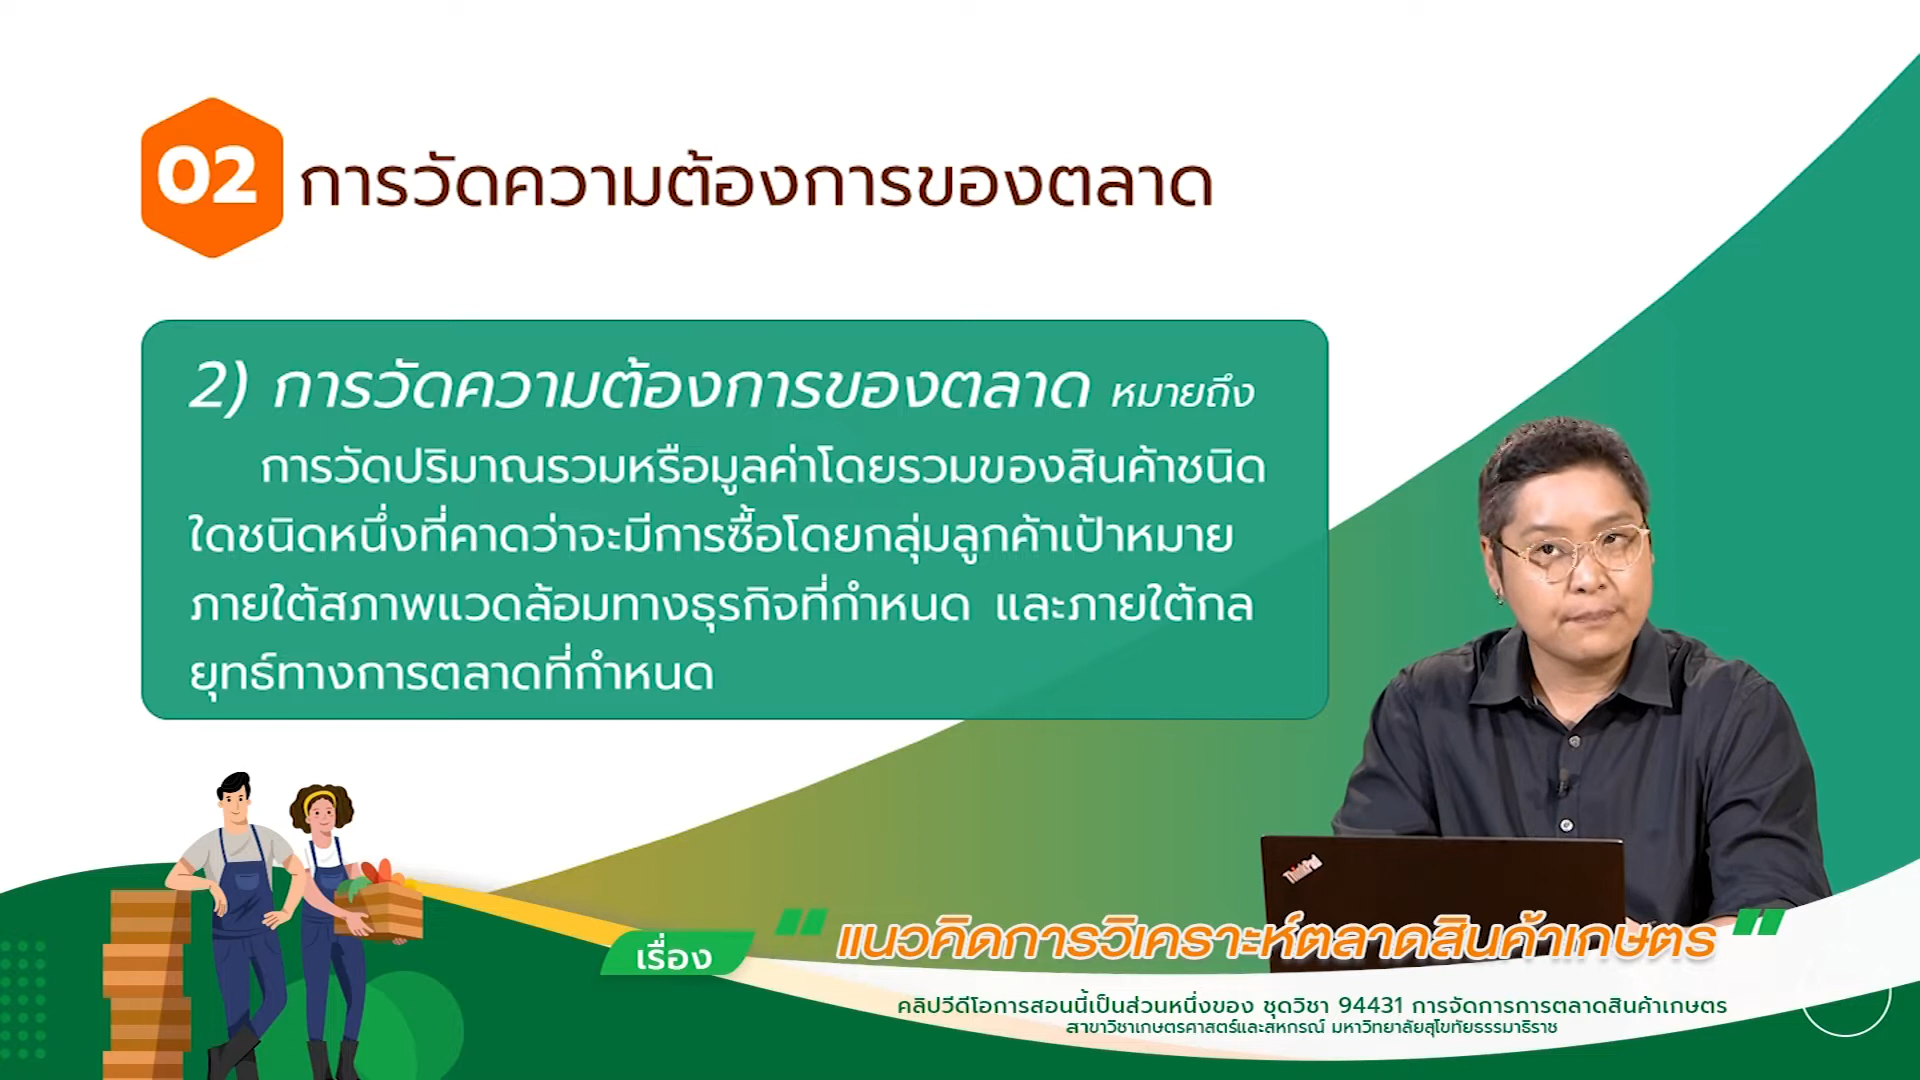 02
การวัดความต้องการของตลาด
2) การวัดความต้องการของตลาด หมายถึง
การวัดปริมาณรวมหรือมูลค่าโดยรวมของสินค้าชนิด
ใดชนิดหนึ่งที่คาดว่าจะมีการซื้อโดยกลุ่มลูกค้าเป้าหมาย
ภายใต้สภาพแวดล้อมทางธุรกิจที่กำหนด และภายใต้กล
ยุทธ์ทางการตลาดที่กำหนด
ThinkPad
เรื่อง
"แนวคิดการวิเคราะห์ตลาดสินค้าเกษตร"
คลิปวีดีโอการสอนนี้เป็นส่วนหนึ่งของ ชุดวิชา 94431 การจัดการการตลาดสินค้าเกษตร
สาขาวิชาเกษตรศาสตร์และสหกรณ์ มหาวิทยาลัยสุโขทัยธรรมาธิราช